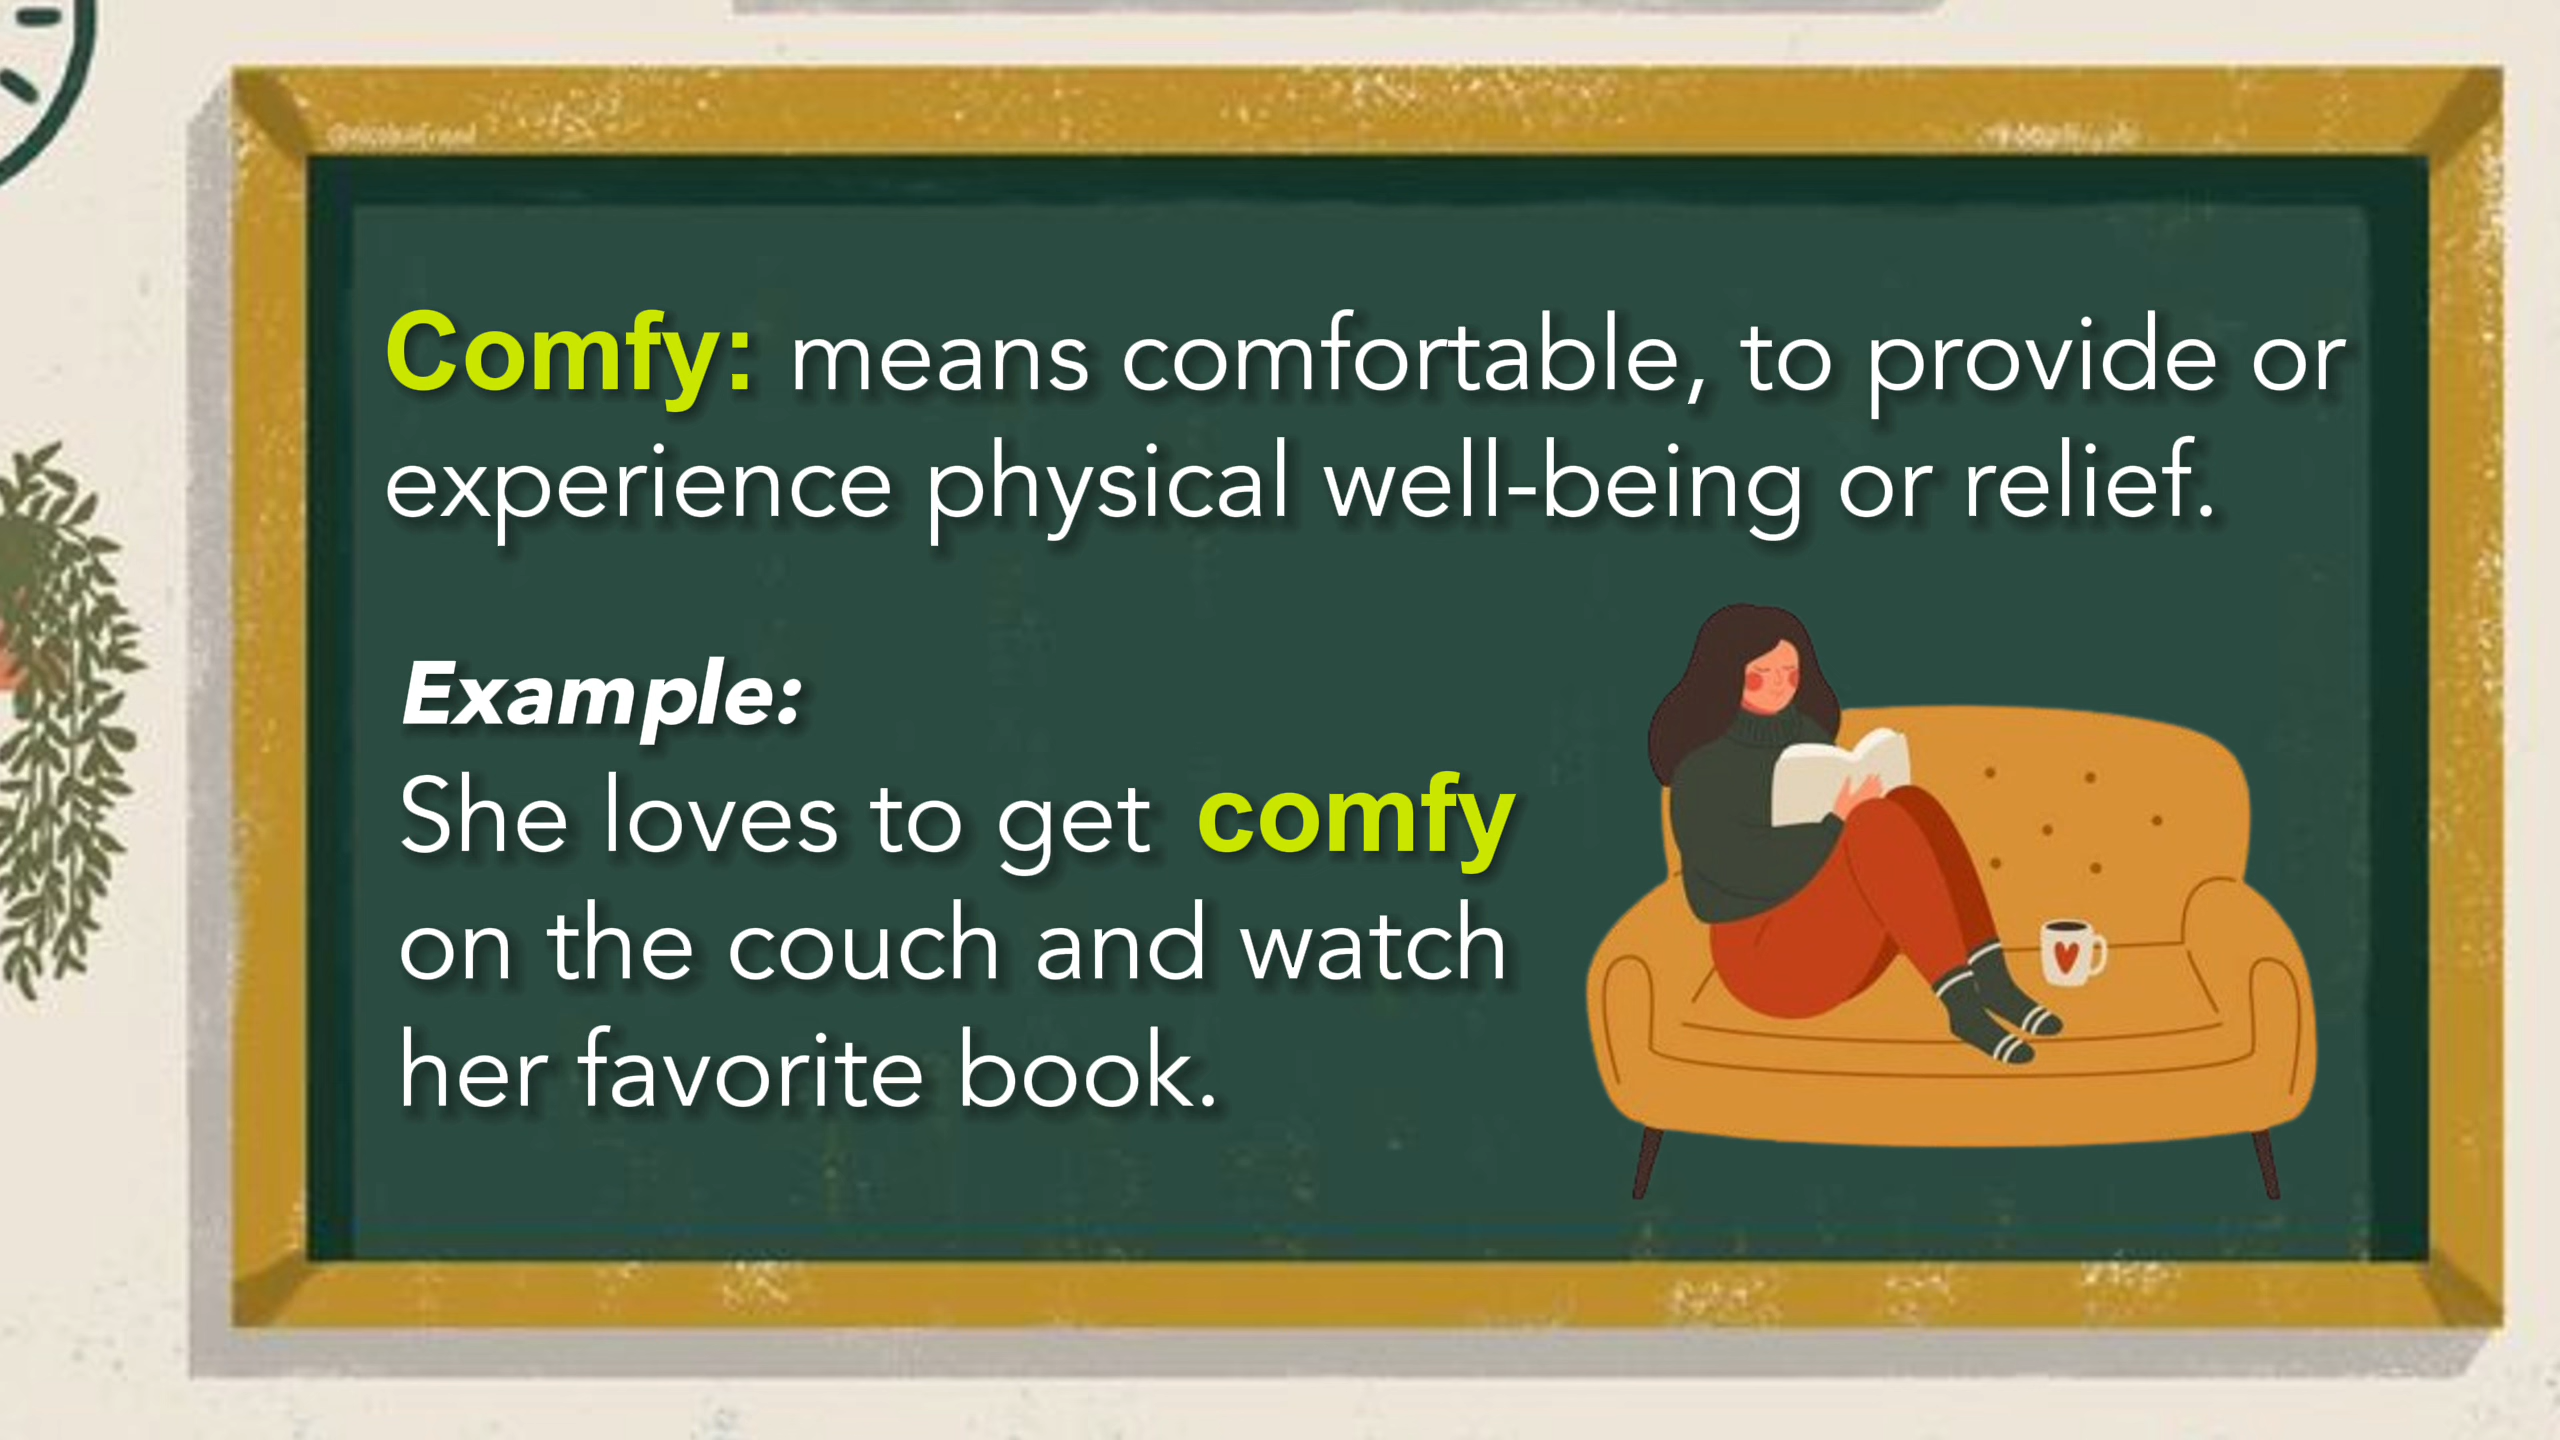 Comfy: means comfortable, to provide or
experience physical well-being or relief.
Example:
She loves to get comfy
on the couch and watch
her favorite book.